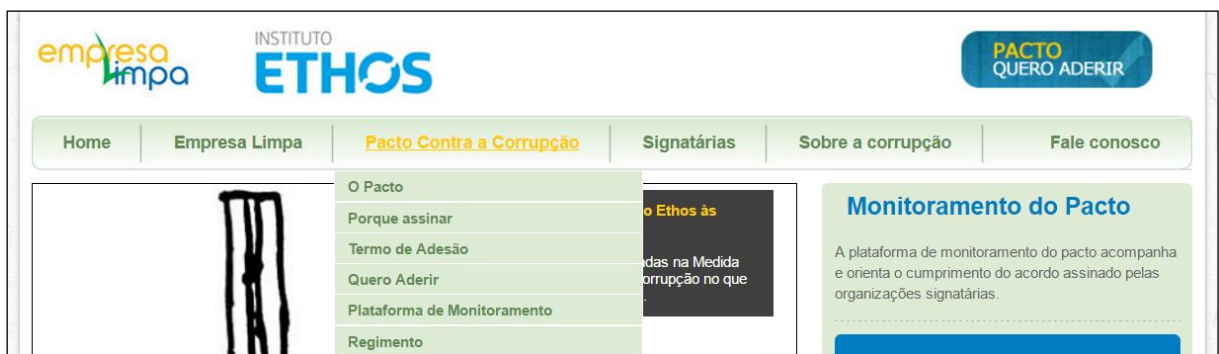 empresa
limpa
INSTITUTO
ETHOS
PACTO
QUERO ADERIR
Home
Empresa Limpa
Pacto Contra a Corrupção
Signatárias
Sobre a corrupção
Fale conosco
O Pacto
Porque assinar
Termo de Adesão
Quero Aderir
Plataforma de Monitoramento
Regimento
o Ethos às
das na Medida
orrupção no que
.
Monitoramento do Pacto
A plataforma de monitoramento do pacto acompanha
e orienta o cumprimento do acordo assinado pelas
organizações signatárias.